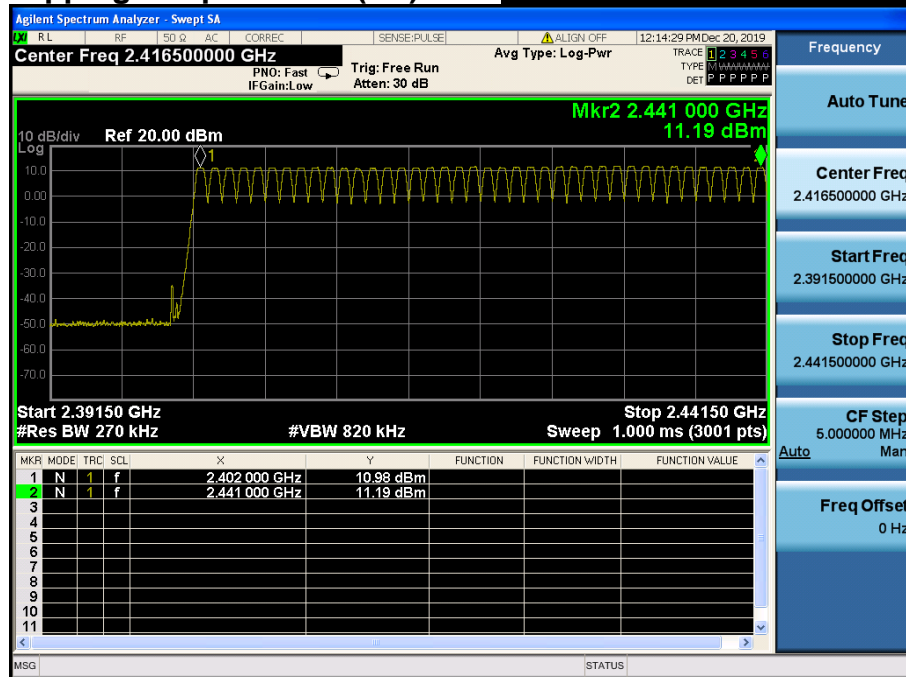 Agilent Spectrum Analyzer - Swept SA
LXI RL RF 50 Ω AC CORREC SENSE:PULSE ALIGN OFF 12:14:29 PM Dec 20, 2019
Center Freq 2.416500000 GHz Avg Type: Log-Pwr TRACE 1 2 3 4 5 6
PNO: Fast Trig: Free Run TYPE M WWWWW
IFGain:Low Atten: 30 dB DET P P P P P P
Mkr2 2.441 000 GHz
10 dB/div Ref 20.00 dBm 11.19 dBm
Log
1
10.0
0.00
-10.0
-20.0
-30.0
-40.0
-50.0
-60.0
-70.0
Start 2.39150 GHz Stop 2.44150 GHz
#Res BW 270 kHz #VBW 820 kHz Sweep 1.000 ms (3001 pts)
MKR MODE TRC SCL X Y FUNCTION FUNCTION WIDTH FUNCTION VALUE
1 N 1 f 2.402 000 GHz 10.98 dBm
2 N 1 f 2.441 000 GHz 11.19 dBm
3
4
5
6
7
8
9
10
11
MSG STATUS
Frequency
Auto Tune
Center Freq
2.416500000 GHz
Start Freq
2.391500000 GHz
Stop Freq
2.441500000 GHz
CF Step
5.000000 MHz
Auto Man
Freq Offset
0 Hz